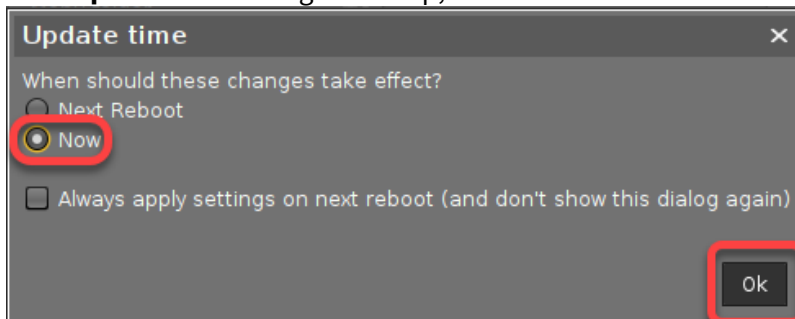 Update time
When should these changes take effect?
Next Reboot
Now
Always apply settings on next reboot (and don't show this dialog again)
Ok